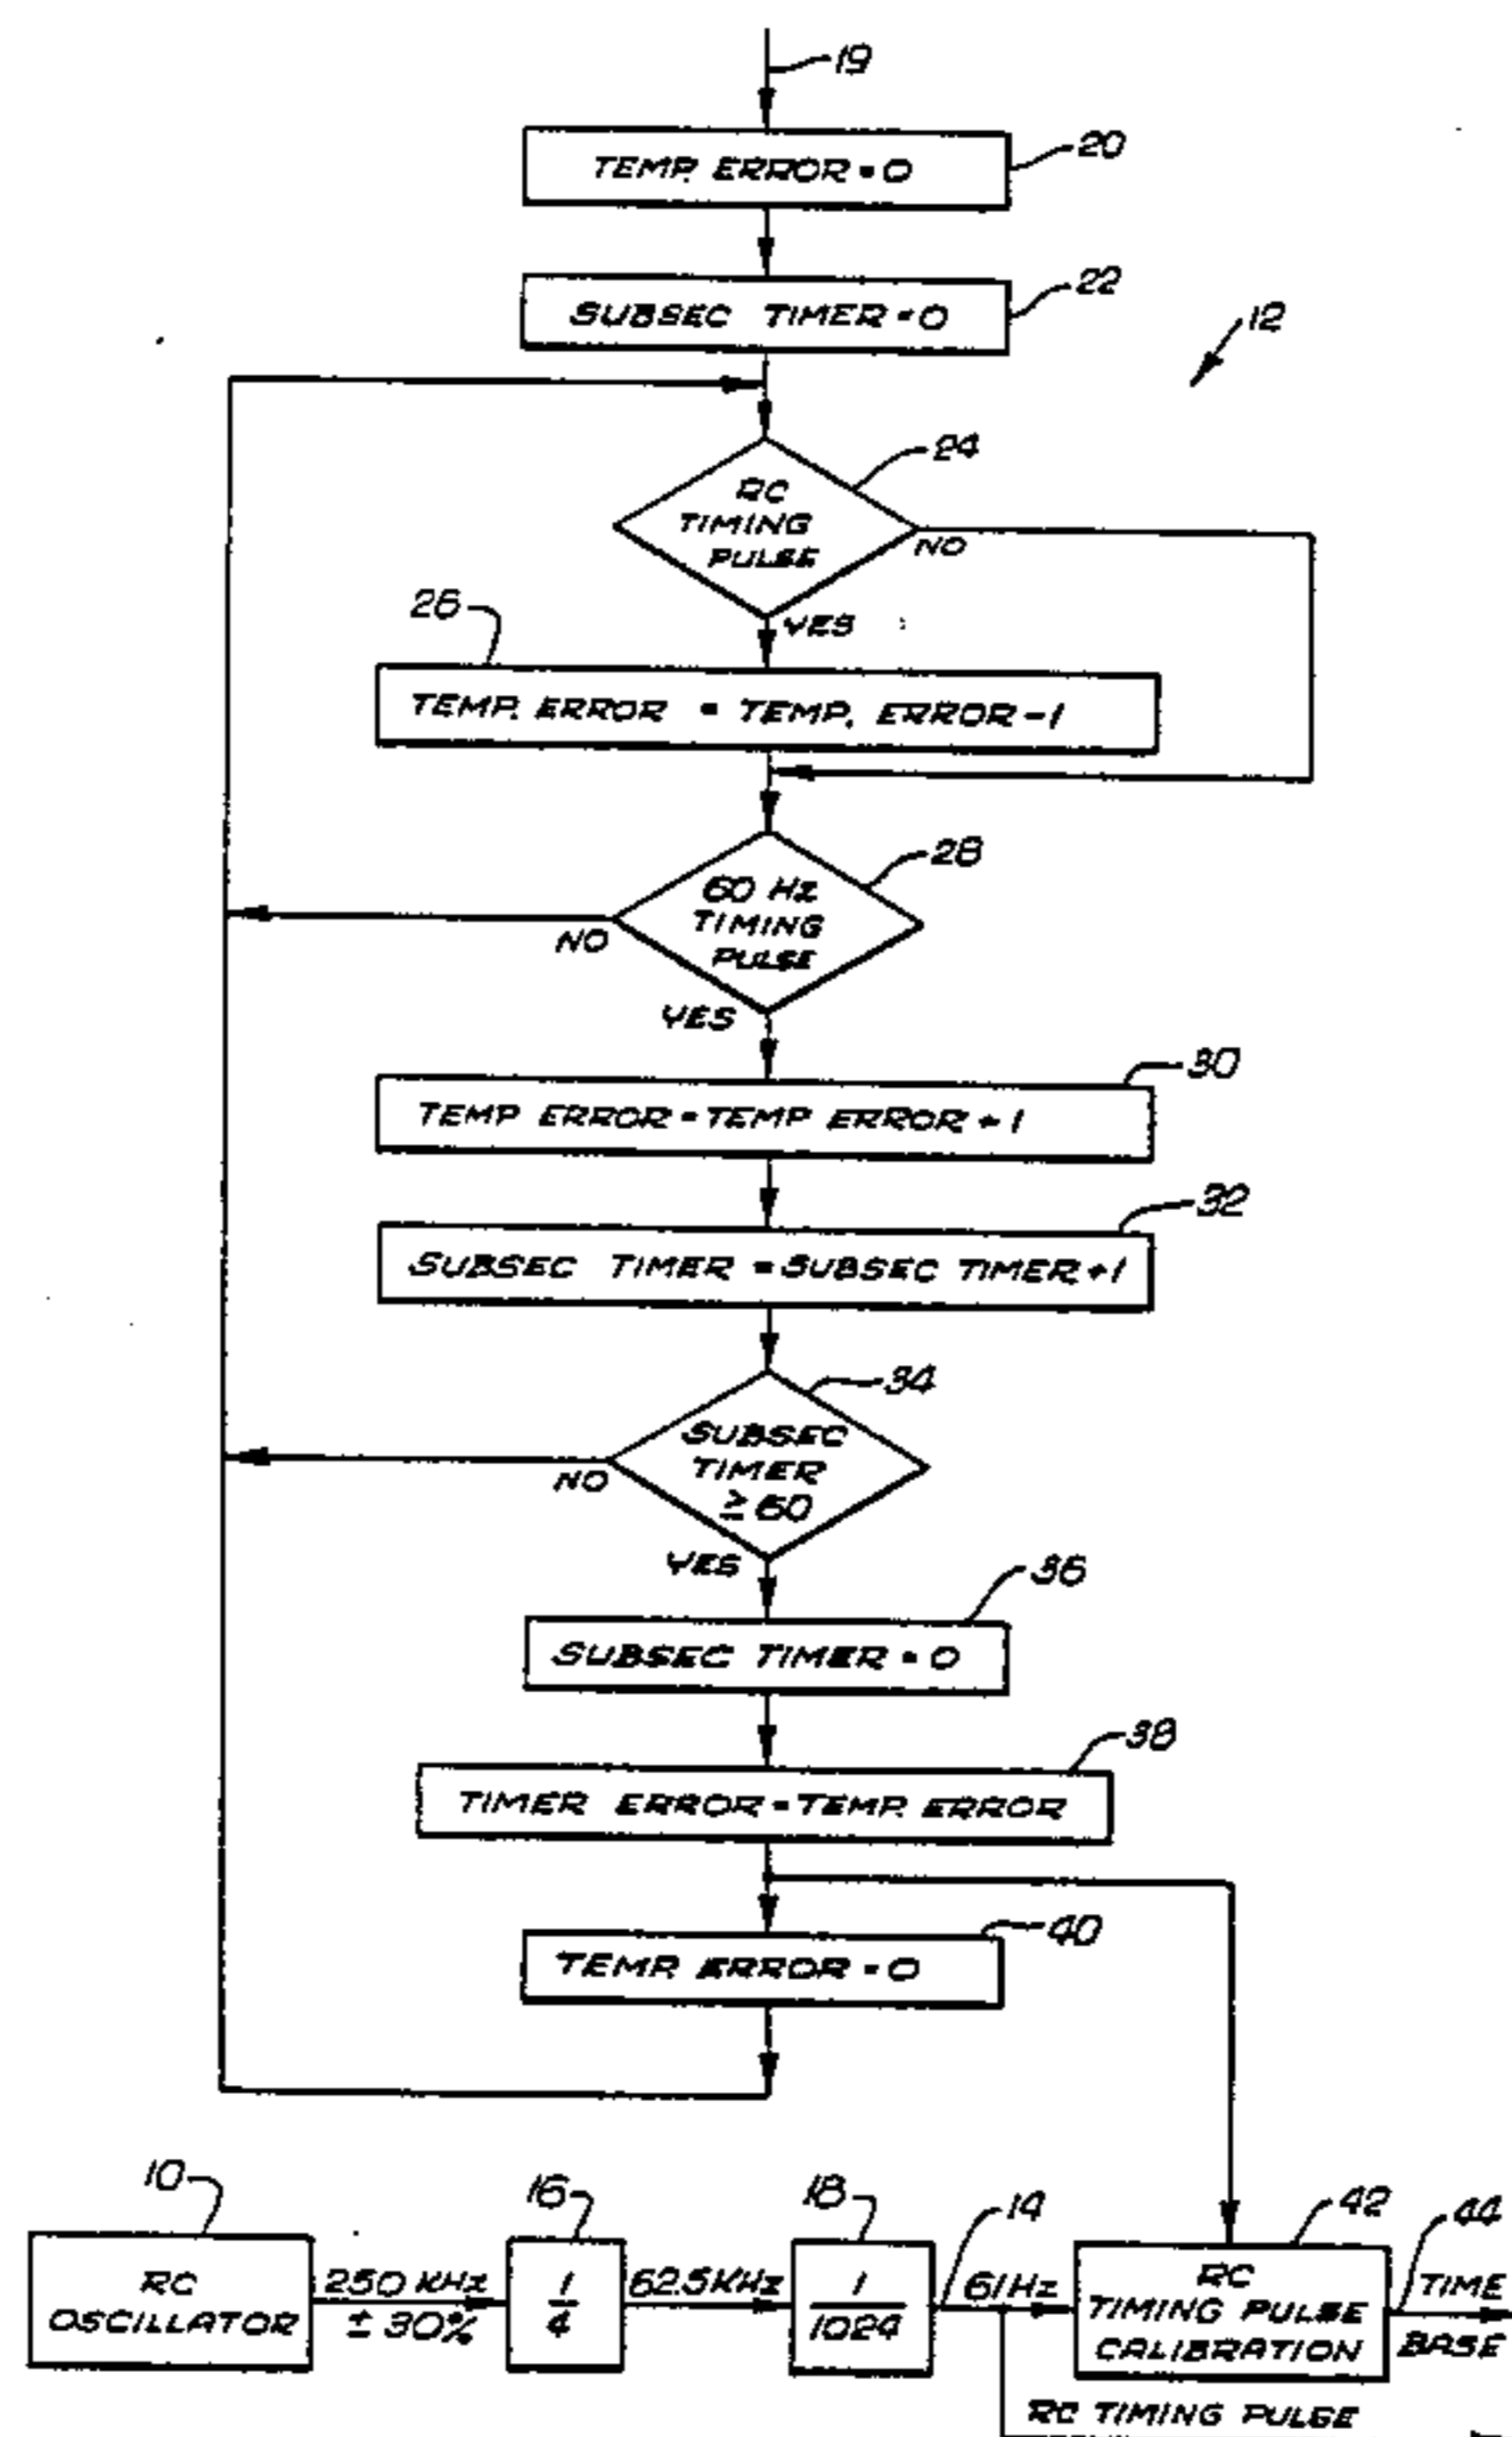 19
TEMP. ERROR = 0
20
SUBSEC TIMER = 0
22
12
RC
TIMING
PULSE
24
NO
YES
26
TEMP. ERROR = TEMP. ERROR - 1
60 Hz
TIMING
PULSE
28
NO
YES
30
TEMP ERROR = TEMP ERROR + 1
32
SUBSEC TIMER = SUBSEC TIMER + 1
34
SUBSEC
TIMER
≥ 60
NO
YES
36
SUBSEC TIMER = 0
38
TIMER ERROR = TEMP. ERROR
40
TEMP. ERROR = 0
10
RC
OSCILLATOR
250 KHz
± 30%
16
1
4
62.5 KHz
18
1
1024
14
61 Hz
42
RC
TIMING PULSE
CALIBRATION
44
TIME
BASE
RC TIMING PULSE